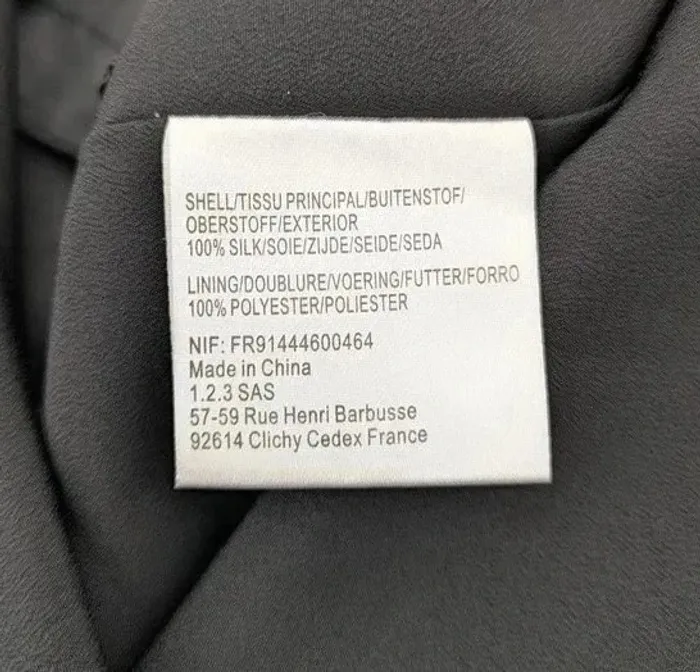 SHELL/TISSU PRINCIPAL/BUITENSTOF/
OBERSTOFF/EXTERIOR
100% SILK/SOIE/ZIJDE/SEIDE/SEDA
LINING/DOUBLURE/VOERING/FUTTER/FORRO
100% POLYESTER/POLIESTER
NIF: FR91444600464
Made in China
1.2.3 SAS
57-59 Rue Henri Barbusse
92614 Clichy Cedex France